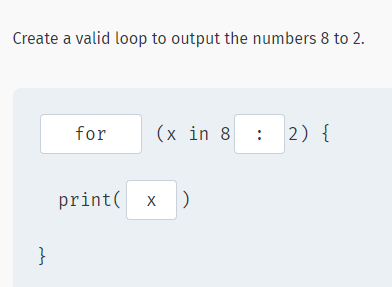 Create a valid loop to output the numbers 8 to 2.
for (x in 8 : 2) {
print( x )
}